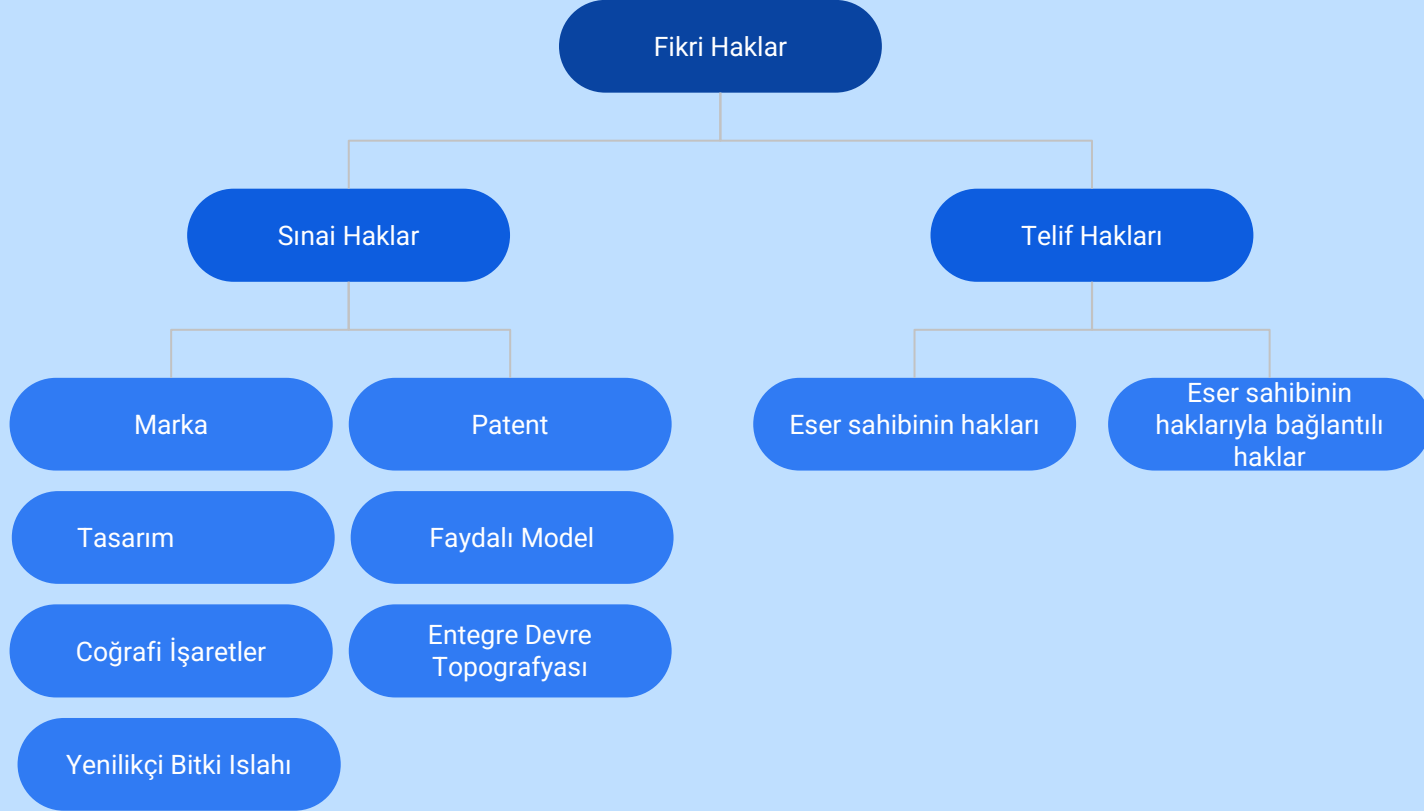 Fikri Haklar
Sınai Haklar
Telif Hakları
Marka
Patent
Eser sahibinin hakları
Eser sahibinin
haklarıyla bağlantılı
haklar
Tasarım
Faydalı Model
Coğrafi İşaretler
Entegre Devre
Topografyası
Yenilikçi Bitki Islahı